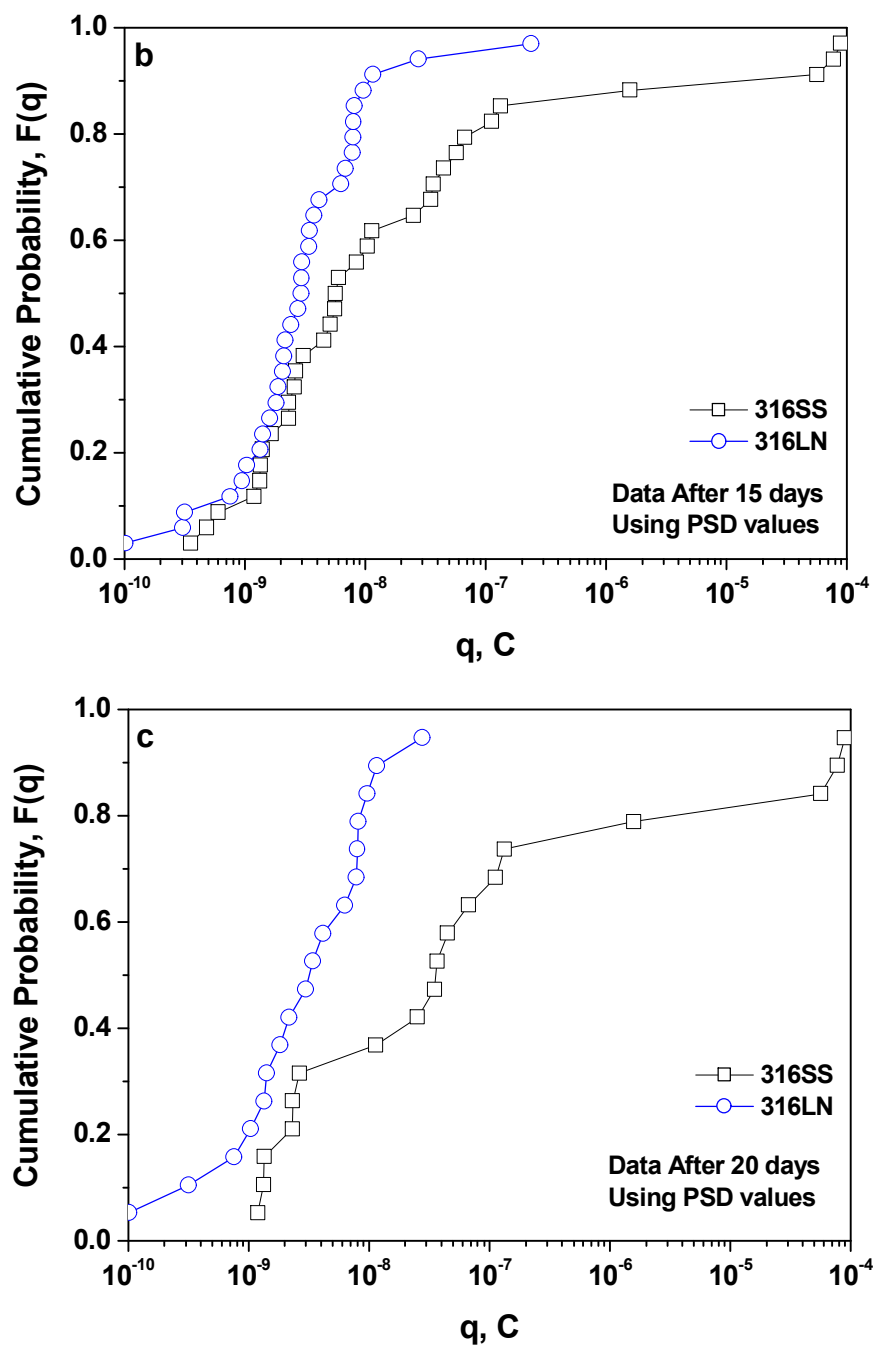 b
Cumulative Probability, F(q)
1.0
0.8
0.6
0.4
0.2
0.0
316SS
316LN
Data After 15 days
Using PSD values
10⁻¹⁰ 10⁻⁹ 10⁻⁸ 10⁻⁷ 10⁻⁶ 10⁻⁵ 10⁻⁴
q, C
c
Cumulative Probability, F(q)
1.0
0.8
0.6
0.4
0.2
0.0
316SS
316LN
Data After 20 days
Using PSD values
10⁻¹⁰ 10⁻⁹ 10⁻⁸ 10⁻⁷ 10⁻⁶ 10⁻⁵ 10⁻⁴
q, C